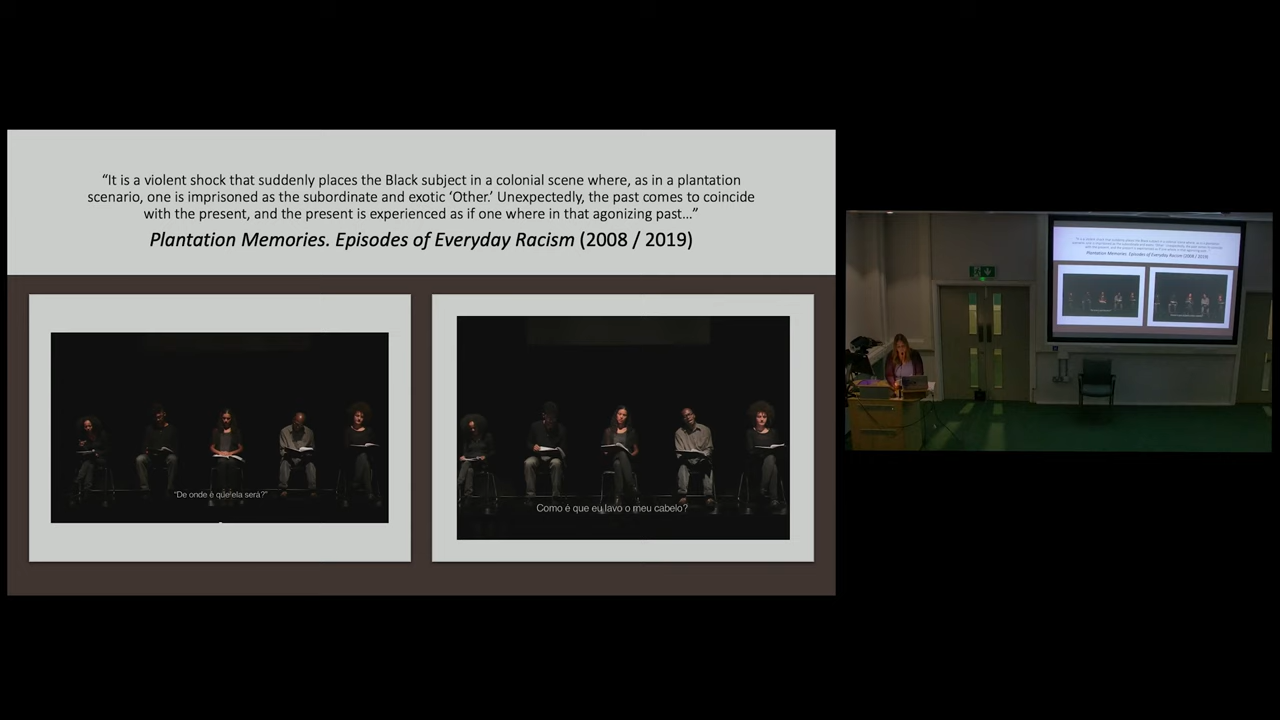 “It is a violent shock that suddenly places the Black subject in a colonial scene where, as in a plantation
scenario, one is imprisoned as the subordinate and exotic ‘Other.’ Unexpectedly, the past comes to coincide
with the present, and the present is experienced as if one where in that agonizing past…”
Plantation Memories. Episodes of Everyday Racism (2008 / 2019)
“De onde é que ela será?”
Como é que eu lavo o meu cabelo?